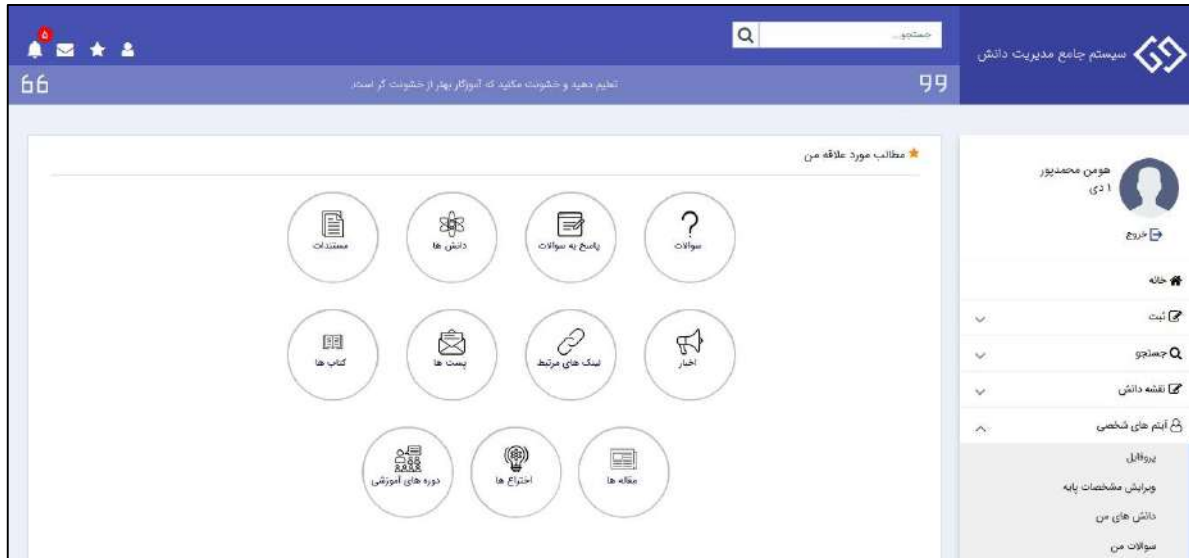 سیستم جامع مدیریت دانش
جستجو...
۵
تعلیم دهید و خشونت مکنید که آموزگار بهتر از خشونت گر است.
هومن محمدپور
۱ دی
خروج
خانه
ثبت
جستجو
نقشه دانش
آیتم های شخصی
پروفایل
ویرایش مشخصات پایه
دانش های من
سوالات من
مطالب مورد علاقه من
سوالات
پاسخ به سوالات
دانش ها
مستندات
اخبار
لینک های مرتبط
پست ها
کتاب ها
مقاله ها
اختراع ها
دوره های آموزشی